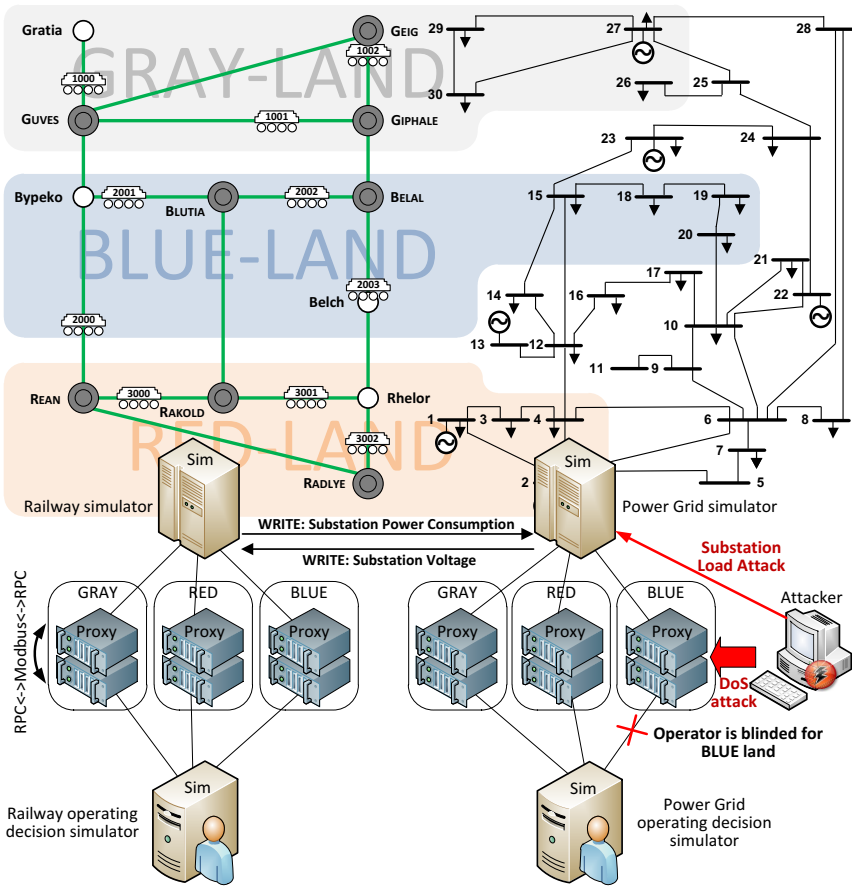 Gratia
GEIG
1002
GRAY-LAND
1000
GUVES
1001
GIPHALE
Bypeko
2001
BLUTIA
2002
BELAL
BLUE-LAND
2003
Belch
2000
REAN
3000
RAKOLD
3001
Rhelor
RED-LAND
3002
RADLYE
29
27
28
30
26
25
23
24
15
18
19
20
21
17
22
14
16
10
13
12
11
9
1
3
4
6
8
7
2
5
Sim
Railway simulator
Sim
Power Grid simulator
WRITE: Substation Power Consumption
WRITE: Substation Voltage
Substation
Load Attack
Attacker
RPC<->Modbus<->RPC
GRAY
Proxy
RED
Proxy
BLUE
Proxy
GRAY
Proxy
RED
Proxy
BLUE
Proxy
DoS
attack
Operator is blinded for
BLUE land
Sim
Railway operating
decision simulator
Sim
Power Grid
operating decision
simulator